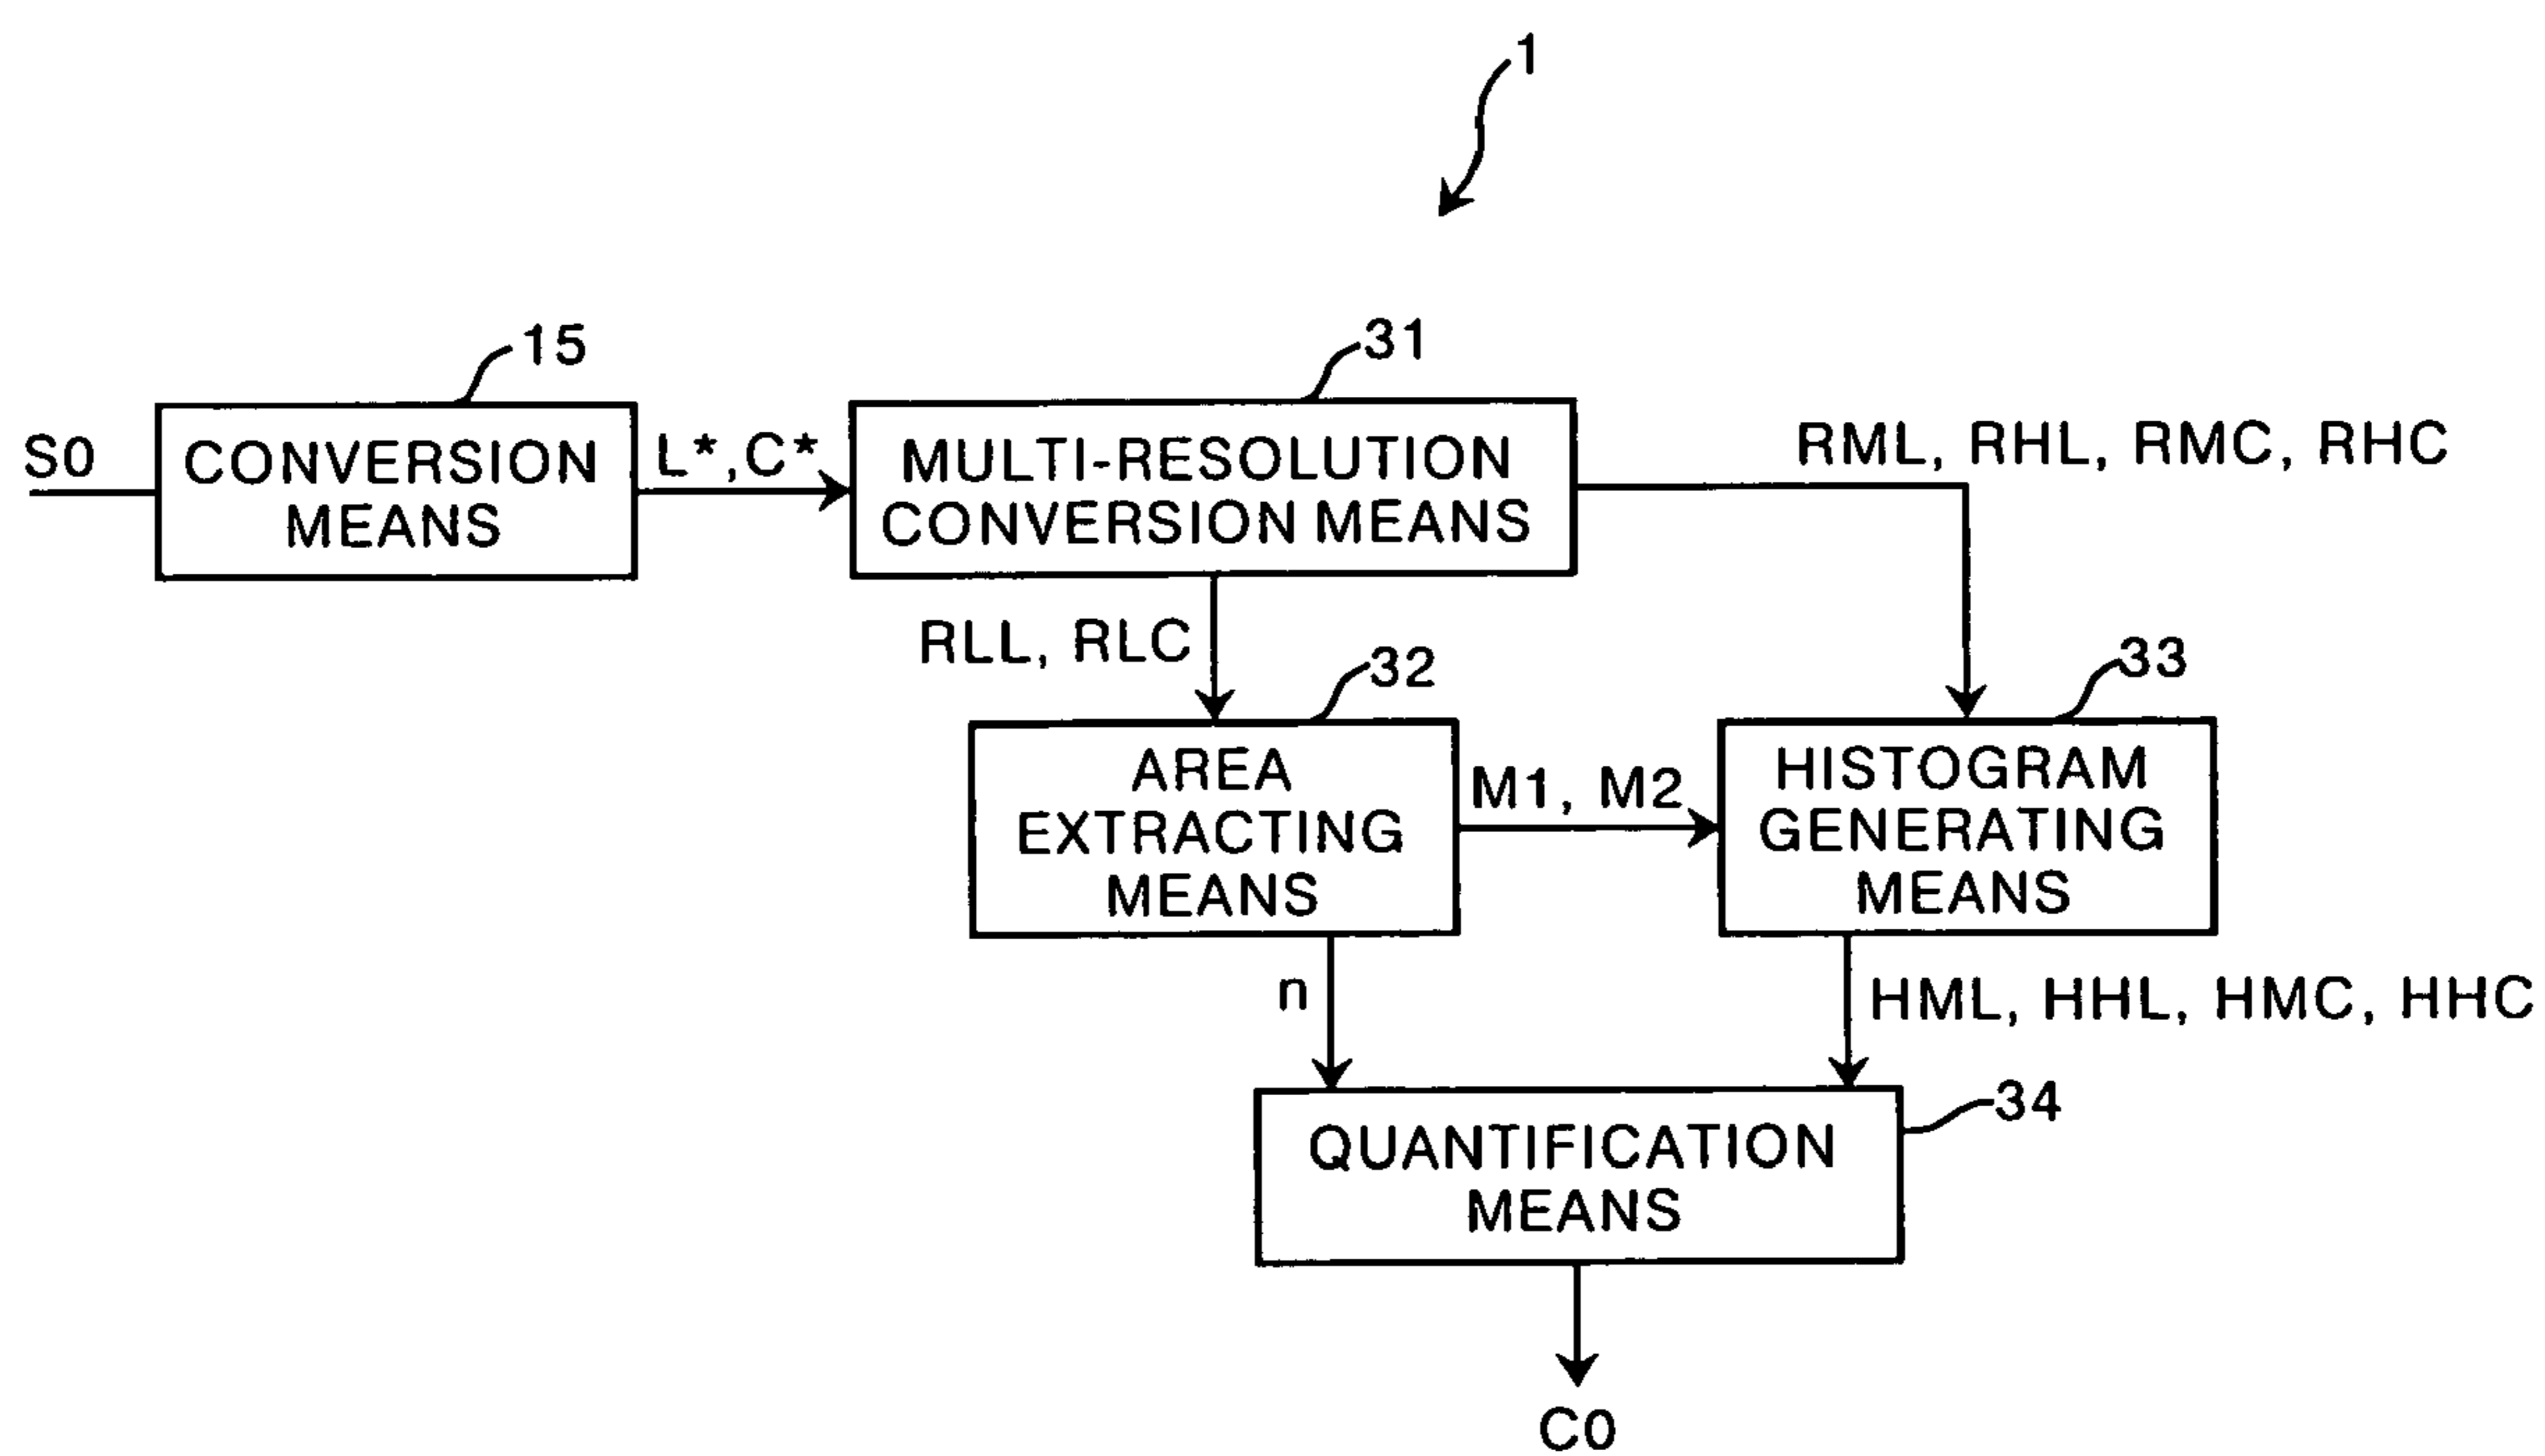 1
15
31
S0
CONVERSION
MEANS
L*,C*
MULTI-RESOLUTION
CONVERSION MEANS
RML, RHL, RMC, RHC
RLL, RLC
32
33
AREA
EXTRACTING
MEANS
M1, M2
HISTOGRAM
GENERATING
MEANS
n
HML, HHL, HMC, HHC
34
QUANTIFICATION
MEANS
C0